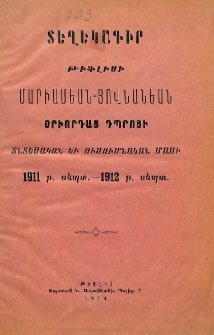 ՏԵՂԵԿԱԳԻՐ
ԹԻՖԼԻՍԻ
ՄԱՐԻԱՄԵԱՆ-ՅՈՎՆԱՆԵԱՆ
ՕՐԻՈՐԴԱՑ ԴՊՐՈՑԻ
ՏՆՏԵՍԱԿԱՆ ԵՒ ՈՒՍՈՒՄՆԱԿԱՆ ՄԱՍԻ
1911 թ. սեպտ.—1912 թ. սեպտ.
ԹԻՖԼԻՍ
1914